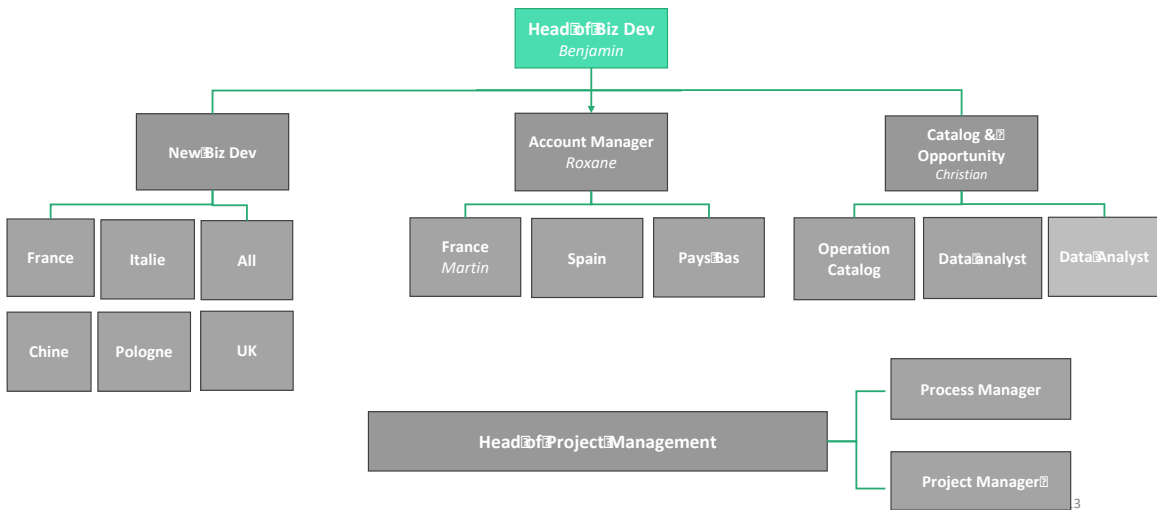 Head of Biz Dev
Benjamin
New Biz Dev
Account Manager
Roxane
Catalog &
Opportunity
Christian
France
Italie
All
France
Martin
Spain
Pays Bas
Operation
Catalog
Data analyst
Data Analyst
Chine
Pologne
UK
Process Manager
Head of Project Management
Project Manager
3